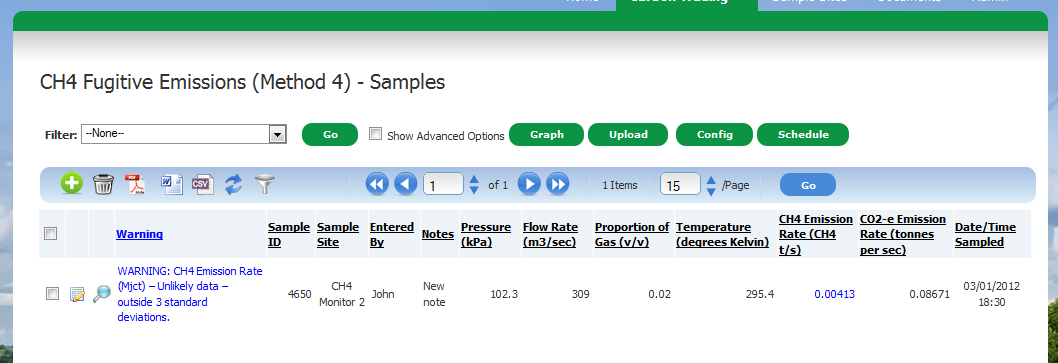 CH4 Fugitive Emissions (Method 4) - Samples
Filter: --None-- Go Show Advanced Options Graph Upload Config Schedule
1 of 1 1 Items 15 /Page Go
Warning Sample ID Sample Site Entered By Notes Pressure (kPa) Flow Rate (m3/sec) Proportion of Gas (v/v) Temperature (degrees Kelvin) CH4 Emission Rate (CH4 t/s) CO2-e Emission Rate (tonnes per sec) Date/Time Sampled
WARNING: CH4 Emission Rate
(Mjct) – Unlikely data –
outside 3 standard
deviations.
4650 CH4 Monitor 2 John New note 102.3 309 0.02 295.4 0.00413 0.08671 03/01/2012 18:30